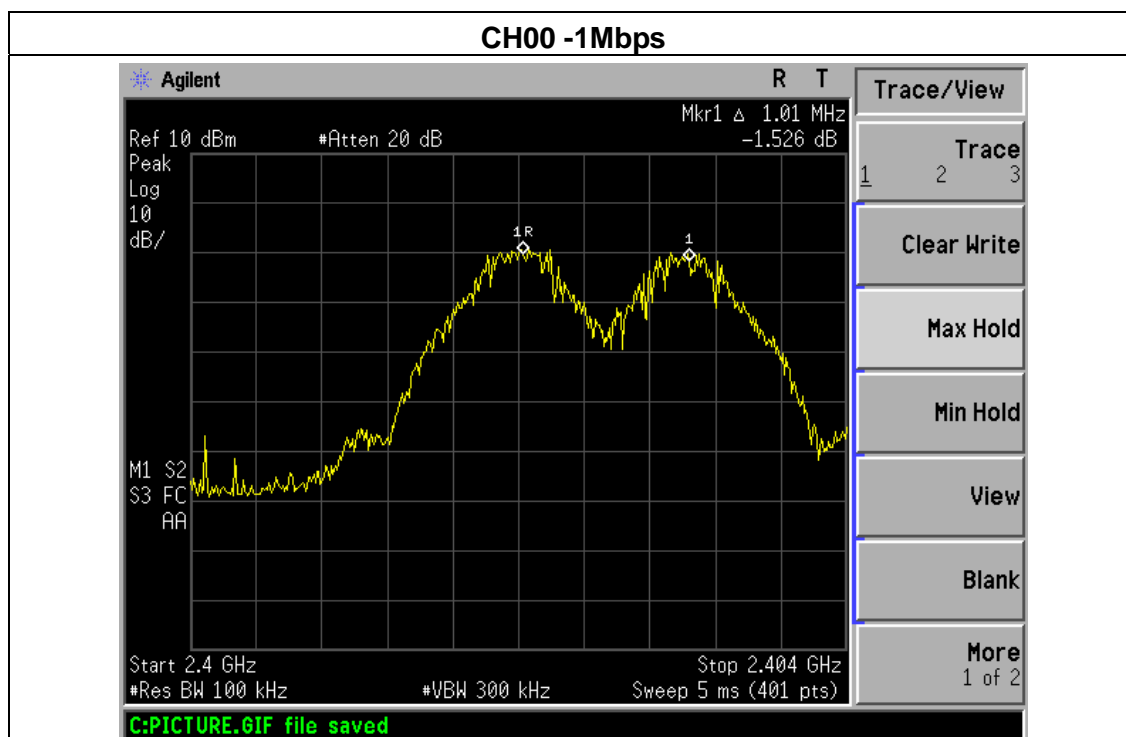 CH00 -1Mbps
Agilent R T
Mkr1 Δ 1.01 MHz
Ref 10 dBm #Atten 20 dB -1.526 dB
Peak
Log
10
dB/
1R
1
M1 S2
S3 FC
AA
Start 2.4 GHz Stop 2.404 GHz
#Res BW 100 kHz #VBW 300 kHz Sweep 5 ms (401 pts)
C:PICTURE.GIF file saved
Trace/View
Trace
1 2 3
Clear Write
Max Hold
Min Hold
View
Blank
More
1 of 2